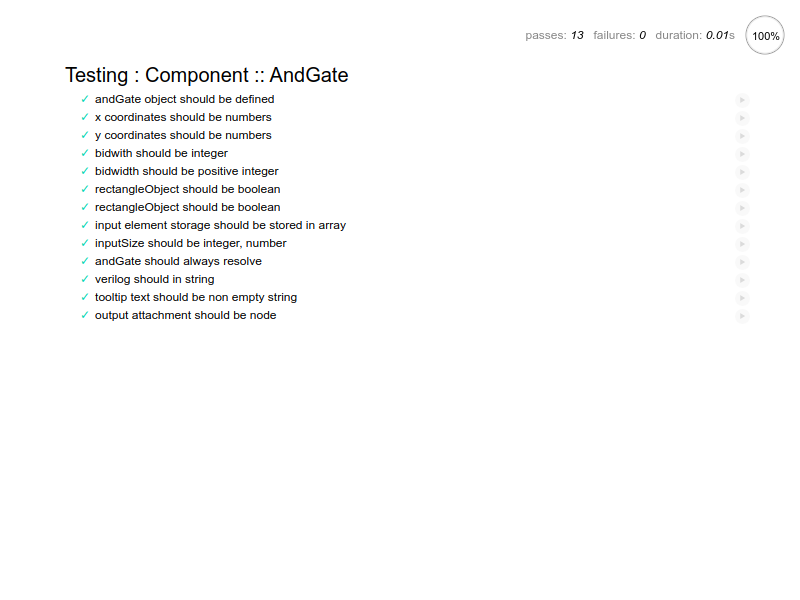 passes: 13 failures: 0 duration: 0.01s 100%
Testing : Component :: AndGate
✓ andGate object should be defined
✓ x coordinates should be numbers
✓ y coordinates should be numbers
✓ bidwith should be integer
✓ bidwidth should be positive integer
✓ rectangleObject should be boolean
✓ rectangleObject should be boolean
✓ input element storage should be stored in array
✓ inputSize should be integer, number
✓ andGate should always resolve
✓ verilog should in string
✓ tooltip text should be non empty string
✓ output attachment should be node